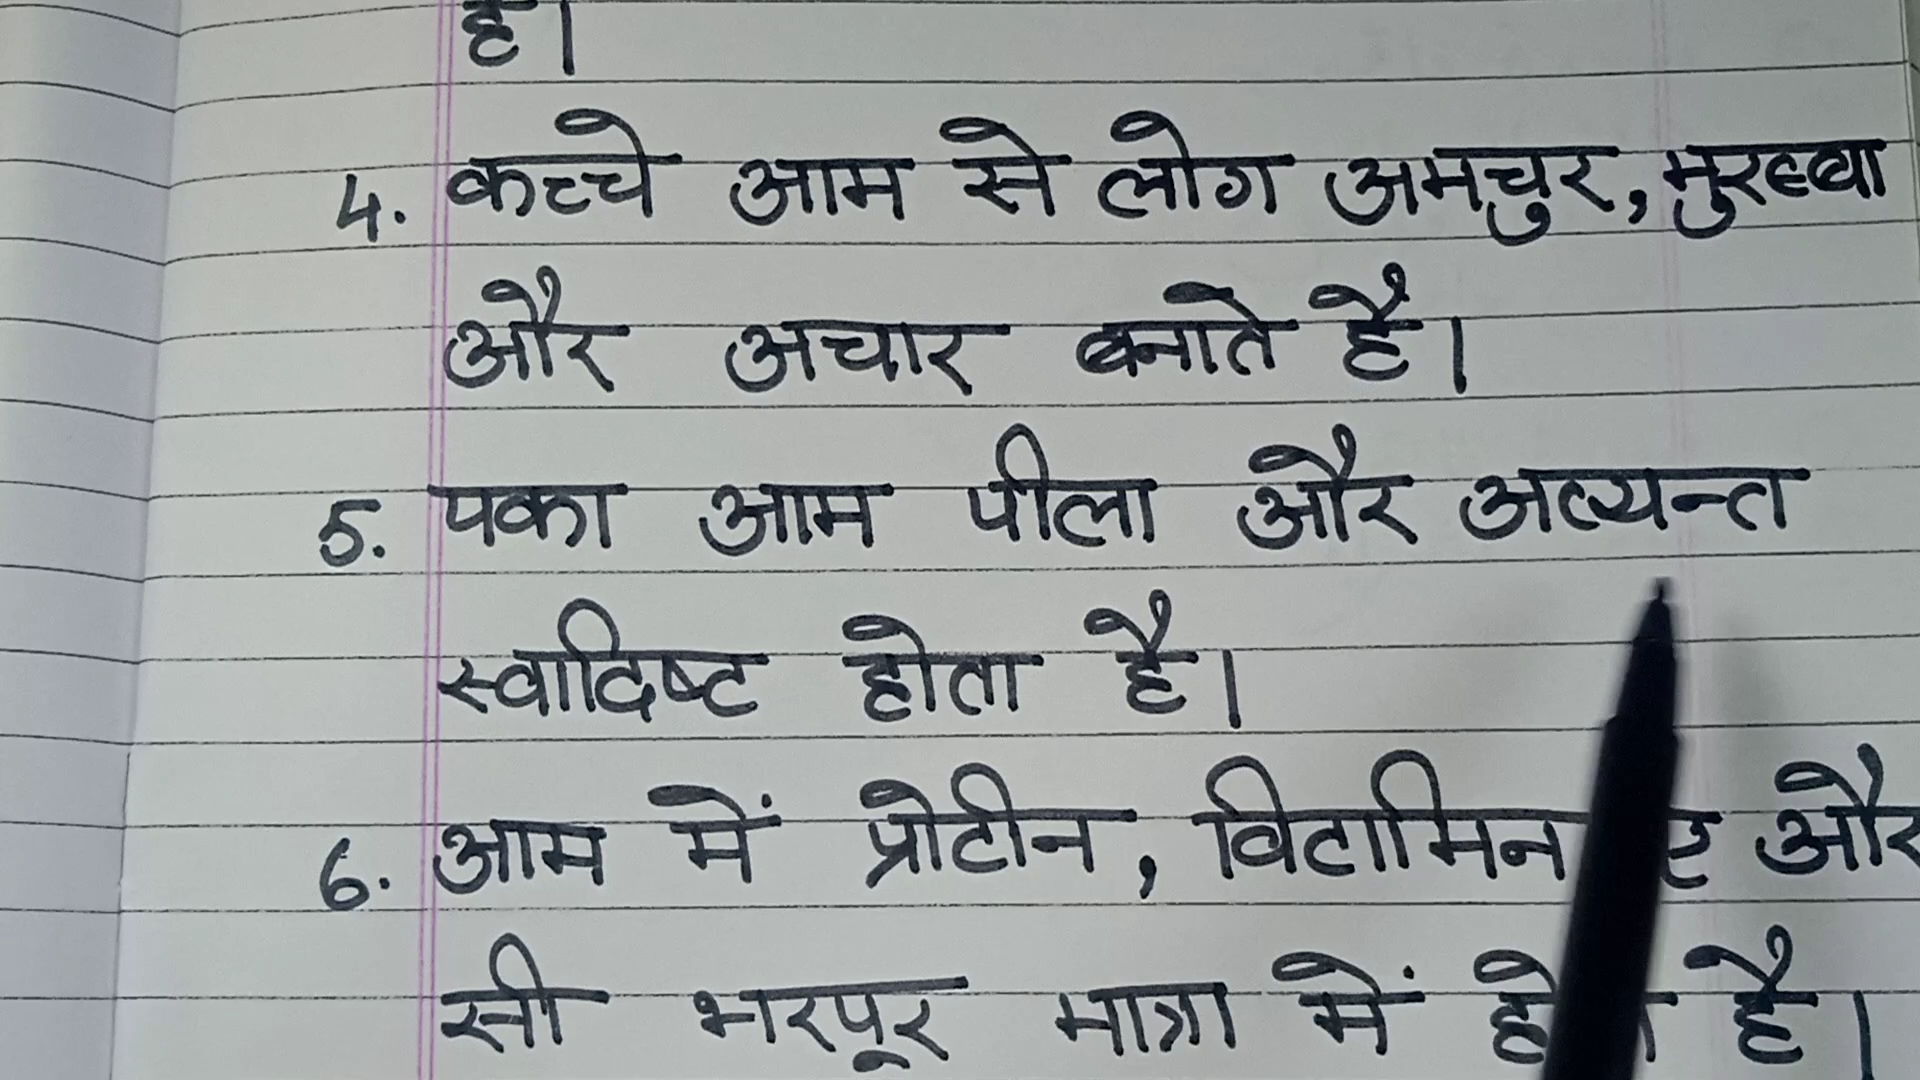 है।
4. कच्चे आम से लोग अमचुर, मुरब्बा
और अचार बनाते है।
5. पका आम पीला और अत्यन्त
स्वादिष्ट होता है।
6. आम में प्रोटीन, विटामिन ए और
सी भरपूर मात्रा में है।